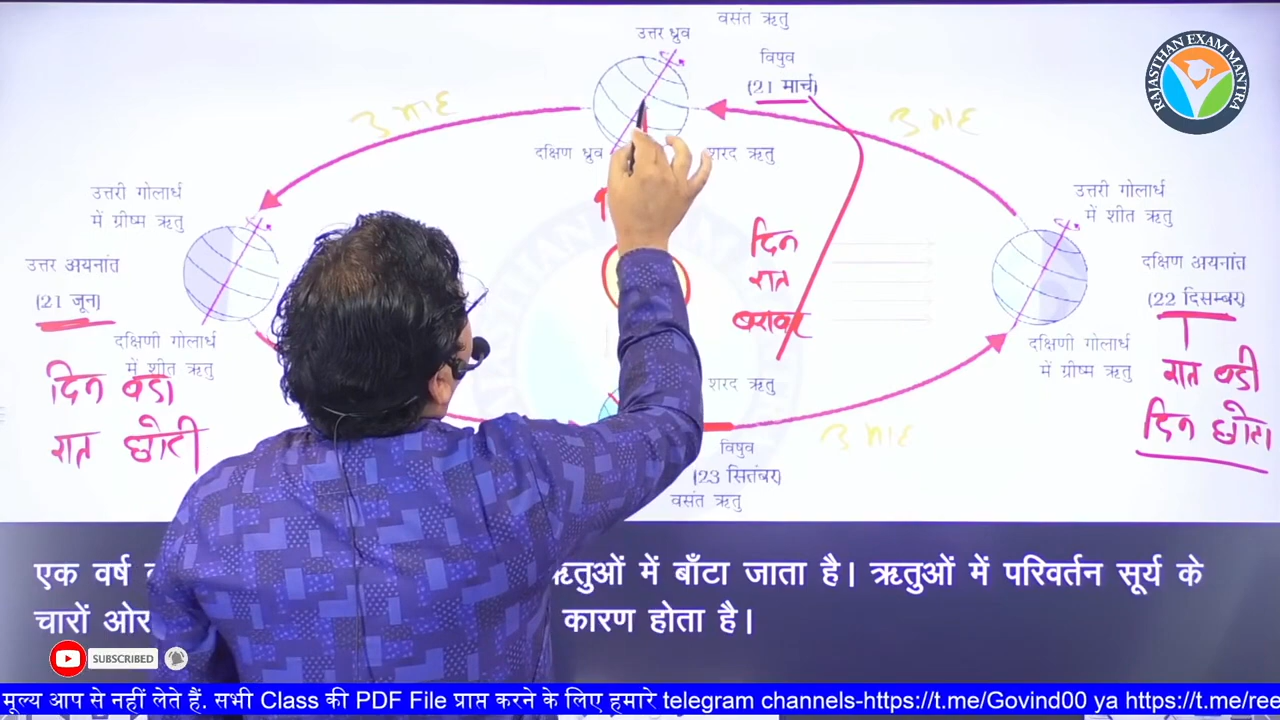 वसंत ऋतु
उत्तर ध्रुव
विषुव
(21 मार्च)
RAJASTHAN EXAM MANTRA
3 माह
3 माह
दक्षिण ध्रुव
शरद ऋतु
उत्तरी गोलार्ध
में ग्रीष्म ऋतु
उत्तरी गोलार्ध
में शीत ऋतु
उत्तर अयनांत
(21 जून)
दिन
रात
बराबर
दक्षिण अयनांत
(22 दिसम्बर)
दक्षिणी गोलार्ध
में शीत ऋतु
दक्षिणी गोलार्ध
में ग्रीष्म ऋतु
दिन बडा
रात छोटी
रात बडी
दिन छोटा
शरद ऋतु
3 माह
विषुव
(23 सितंबर)
वसंत ऋतु
एक वर्ष ऋतुओं में बाँटा जाता है। ऋतुओं में परिवर्तन सूर्य के
चारों ओर कारण होता है।
SUBSCRIBED
मूल्य आप से नहीं लेते हैं. सभी Class की PDF File प्राप्त करने के लिए हमारे telegram channels-https://t.me/Govind00 ya https://t.me/ree